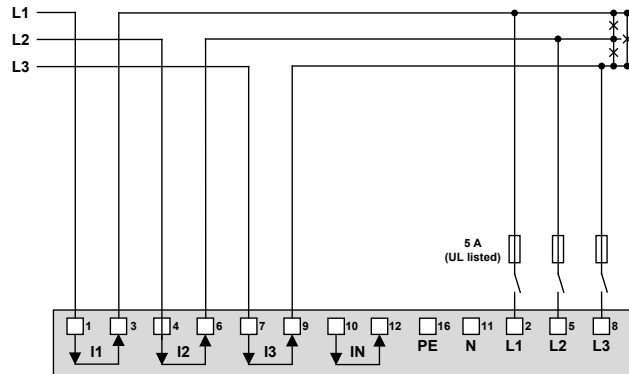 L1
L2
L3
5 A
(UL listed)
1 3 4 6 7 9 10 12 16 11 2 5 8
I1 I2 I3 IN PE N L1 L2 L3